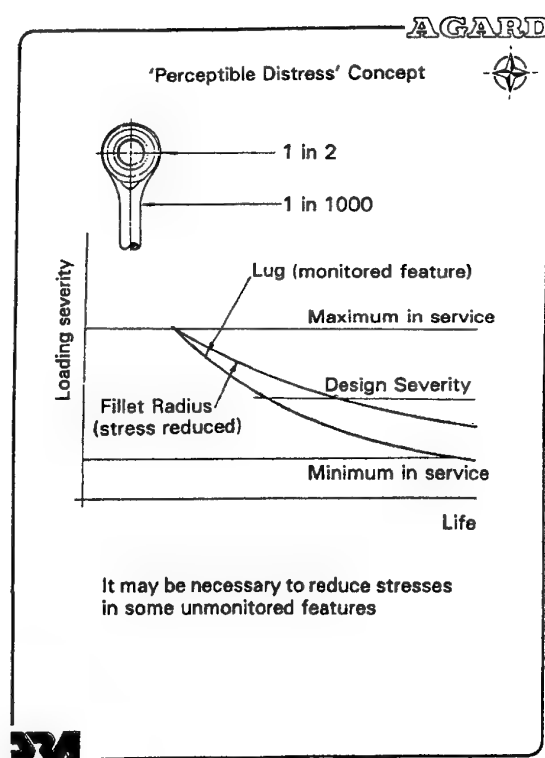 AGARD
'Perceptible Distress' Concept
1 in 2
1 in 1000
Loading severity
Lug (monitored feature)
Maximum in service
Design Severity
Fillet Radius
(stress reduced)
Minimum in service
Life
It may be necessary to reduce stresses
in some unmonitored features